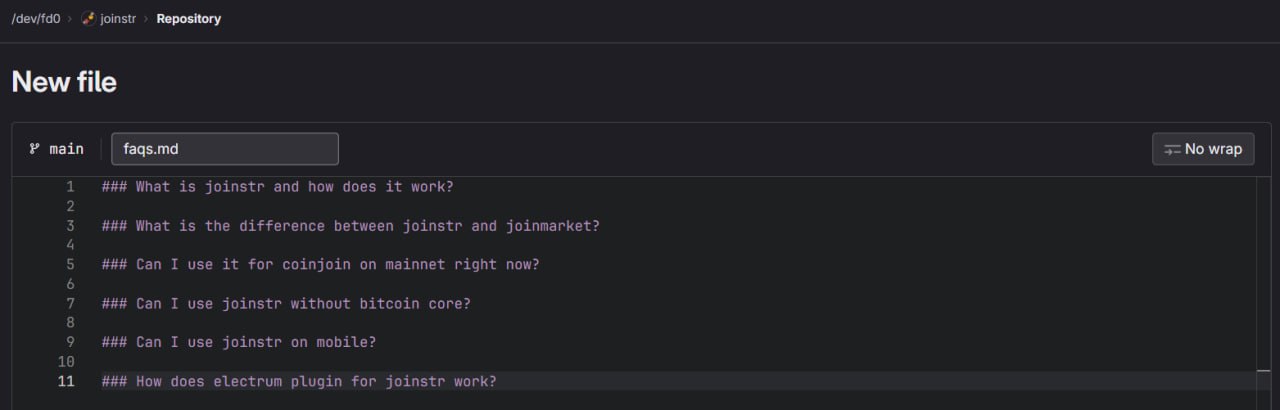 /dev/fd0 › joinstr › Repository
New file
main faqs.md No wrap
1 ### What is joinstr and how does it work?
2
3 ### What is the difference between joinstr and joinmarket?
4
5 ### Can I use it for coinjoin on mainnet right now?
6
7 ### Can I use joinstr without bitcoin core?
8
9 ### Can I use joinstr on mobile?
10
11 ### How does electrum plugin for joinstr work?